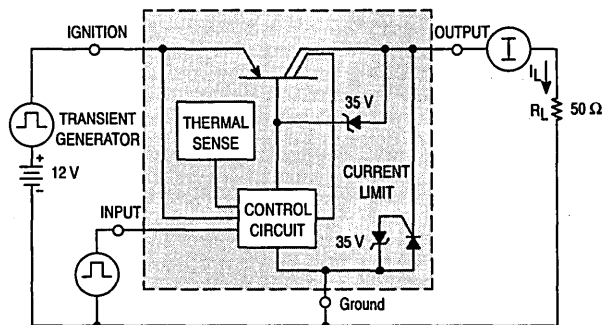 IGNITION
OUTPUT
I
I_L
R_L
50 Ω
35 V
TRANSIENT
GENERATOR
THERMAL
SENSE
+
12 V
-
CURRENT
LIMIT
INPUT
CONTROL
CIRCUIT
35 V
Ground